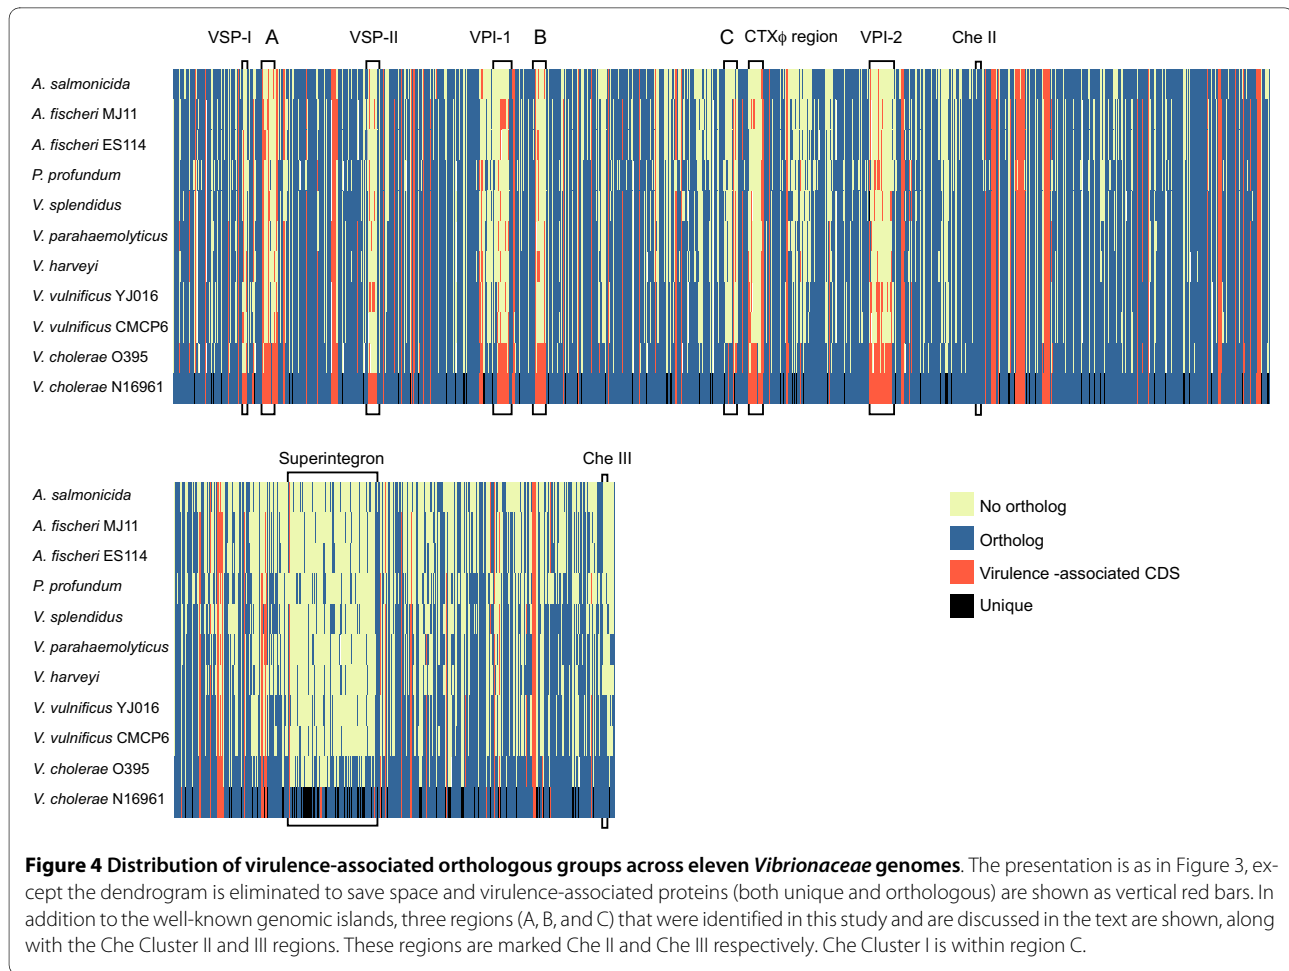 VSP-I A VSP-II VPI-1 B C CTXϕ region VPI-2 Che II
A. salmonicida
A. fischeri MJ11
A. fischeri ES114
P. profundum
V. splendidus
V. parahaemolyticus
V. harveyi
V. vulnificus YJ016
V. vulnificus CMCP6
V. cholerae O395
V. cholerae N16961
Superintegron Che III
A. salmonicida
A. fischeri MJ11
A. fischeri ES114
P. profundum
V. splendidus
V. parahaemolyticus
V. harveyi
V. vulnificus YJ016
V. vulnificus CMCP6
V. cholerae O395
V. cholerae N16961
No ortholog
Ortholog
Virulence -associated CDS
Unique
Figure 4 Distribution of virulence-associated orthologous groups across eleven Vibrionaceae genomes. The presentation is as in Figure 3, ex-
cept the dendrogram is eliminated to save space and virulence-associated proteins (both unique and orthologous) are shown as vertical red bars. In
addition to the well-known genomic islands, three regions (A, B, and C) that were identified in this study and are discussed in the text are shown, along
with the Che Cluster II and III regions. These regions are marked Che II and Che III respectively. Che Cluster I is within region C.